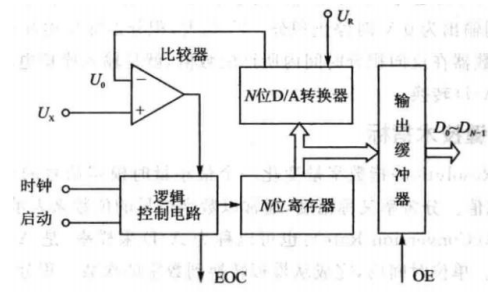 U_R
比较器
U_0
−
+
U_X
N位D/A转换器
输出缓冲器
D_0~D_{N-1}
时钟
启动
逻辑
控制电路
N位寄存器
EOC
OE